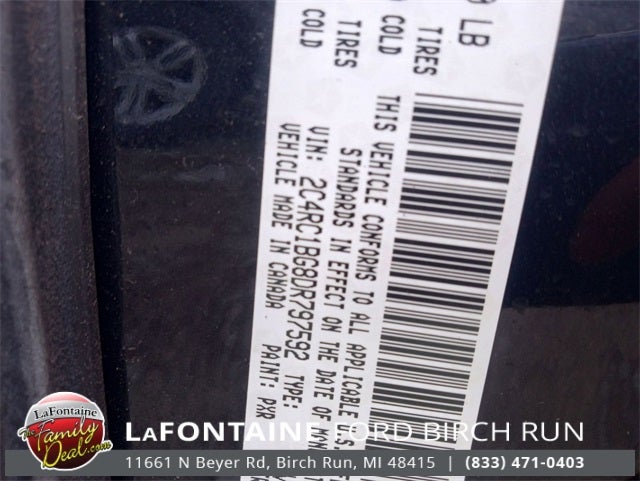 LB
TIRES
COLD
TIRES
COLD
THIS VEHICLE CONFORMS TO ALL APPLICABLE
STANDARDS IN EFFECT ON THE DATE OF
VIN: 2C4RC1BG8DR797592 TYPE:
VEHICLE MADE IN CANADA PAINT: PXR
LaFontaine
The Family
Deal.com
LAFONTAINE FORD BIRCH RUN
11661 N Beyer Rd, Birch Run, MI 48415 | (833) 471-0403